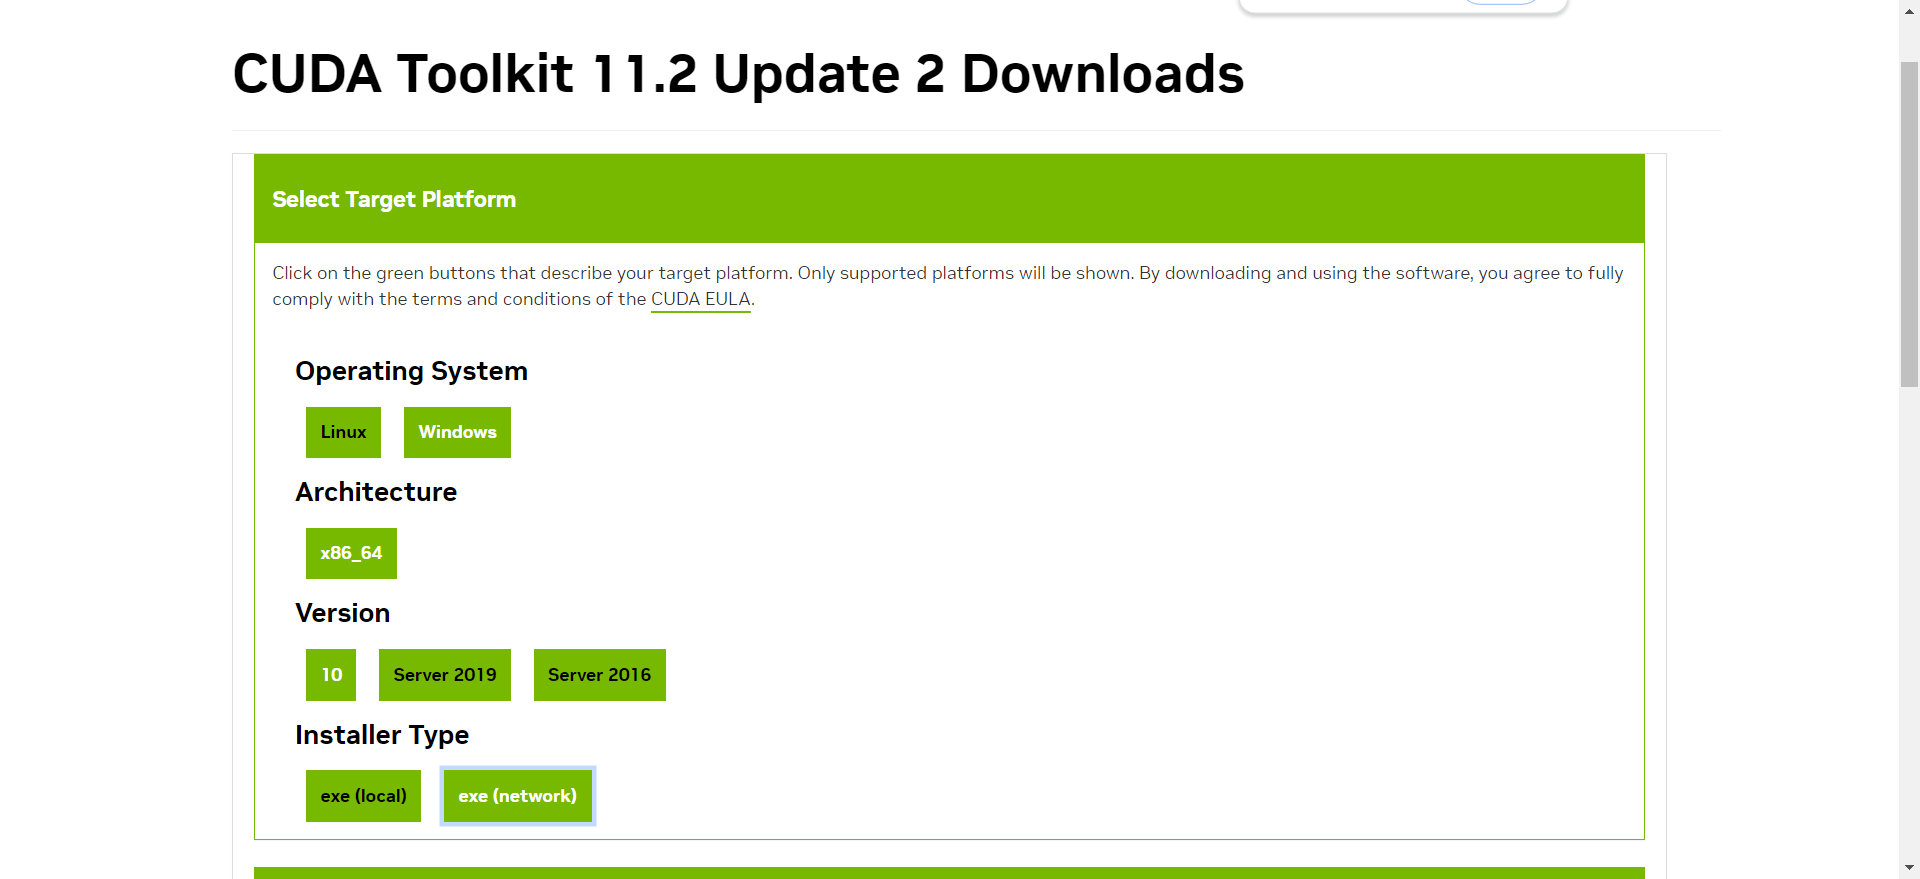 CUDA Toolkit 11.2 Update 2 Downloads
Select Target Platform
Click on the green buttons that describe your target platform. Only supported platforms will be shown. By downloading and using the software, you agree to fully
comply with the terms and conditions of the CUDA EULA.
Operating System
Linux Windows
Architecture
x86_64
Version
10 Server 2019 Server 2016
Installer Type
exe (local) exe (network)